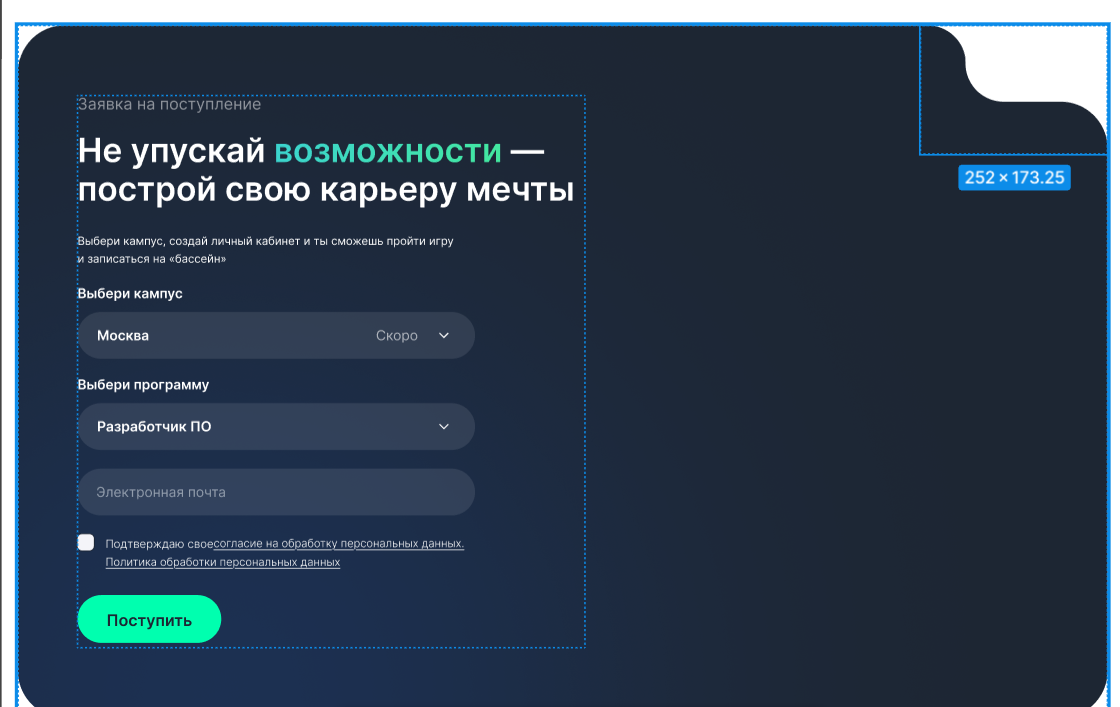 Заявка на поступление
Не упускай возможности —
построй свою карьеру мечты
252 × 173.25
Выбери кампус, создай личный кабинет и ты сможешь пройти игру
и записаться на «бассейн»
Выбери кампус
Москва Скоро
Выбери программу
Разработчик ПО
Электронная почта
Подтверждаю своесогласие на обработку персональных данных.
Политика обработки персональных данных
Поступить